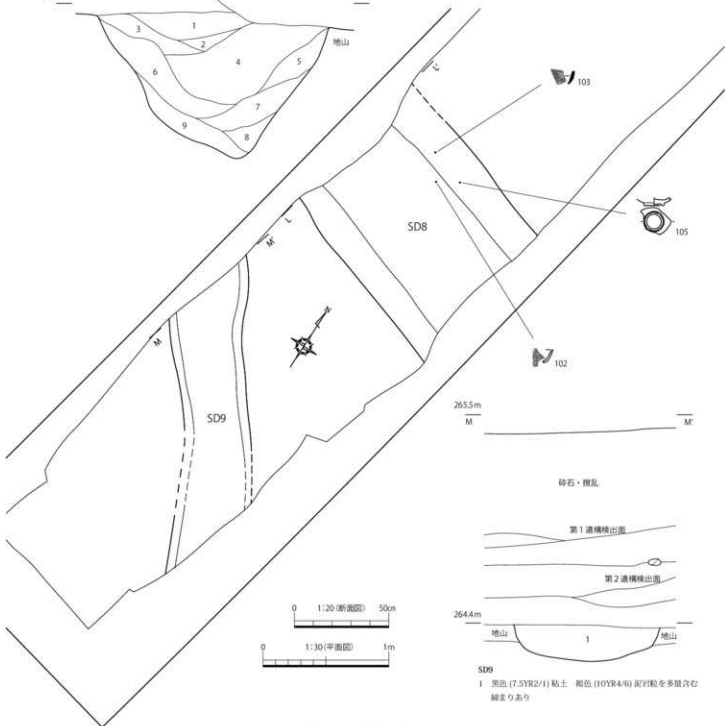 1
3
2
4
5
地山
6
7
9
8
L'
103
SD8
105
L
M'
M
102
SD9
N
265.5m
M
M'
砕石・撹乱
第1遺構検出面
第2遺構検出面
264.4m
地山
1
地山
0 1:20(断面図) 50cm
0 1:30(平面図) 1m
SD9
1 黒色(7.5YR2/1)粘土 褐色(10YR4/6)泥岩粒を多量含む
締まりあり